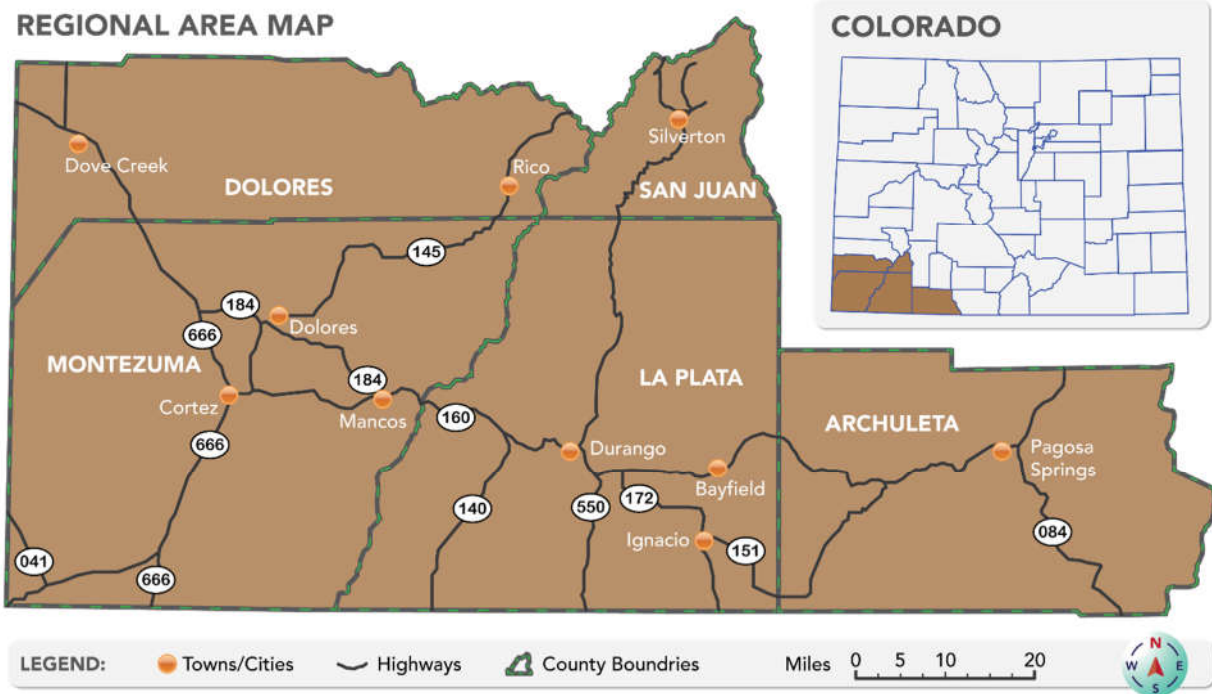 REGIONAL AREA MAP
COLORADO
Silverton
Dove Creek
Rico
DOLORES
SAN JUAN
145
184
Dolores
666
MONTEZUMA
184
LA PLATA
Cortez
Mancos
160
ARCHULETA
666
Durango
Pagosa
Springs
Bayfield
172
140
550
084
Ignacio
151
041
666
LEGEND:
Towns/Cities
Highways
County Boundries
Miles 0 5 10 20
N
W E
S